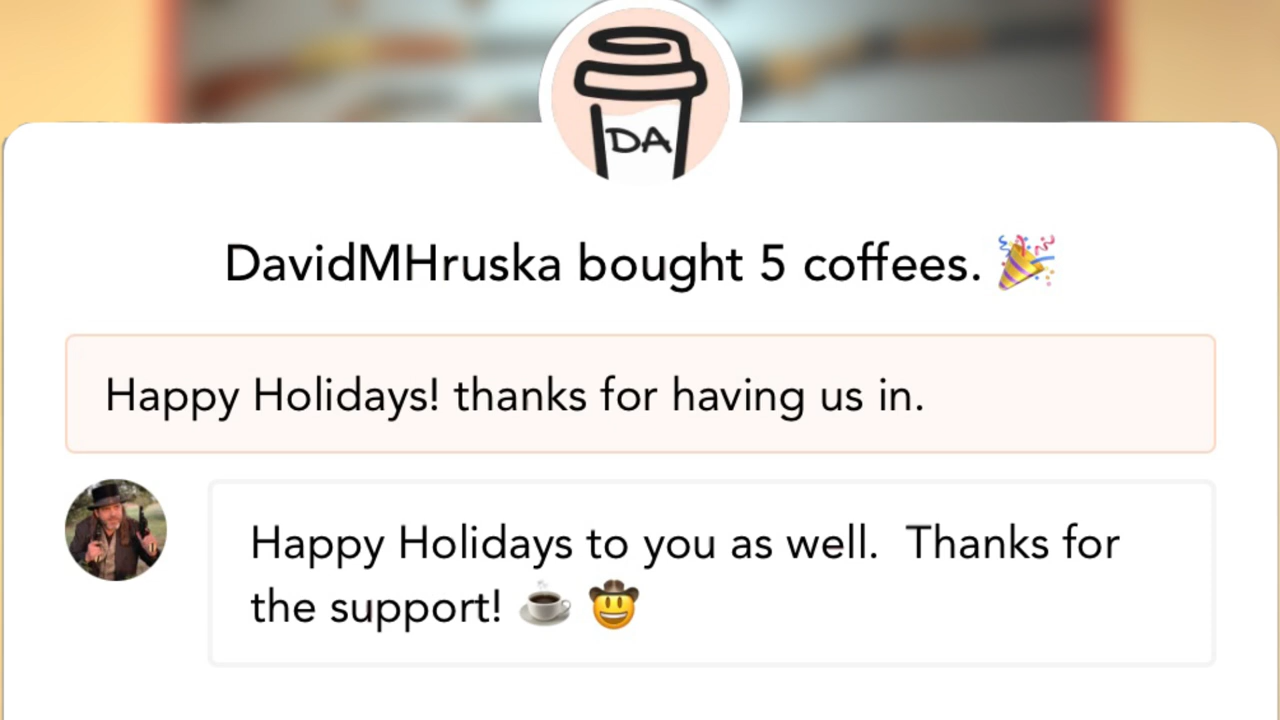 DA
DavidMHruska bought 5 coffees. 🎉
Happy Holidays! thanks for having us in.
Happy Holidays to you as well.  Thanks for
the support! ☕ 🤠